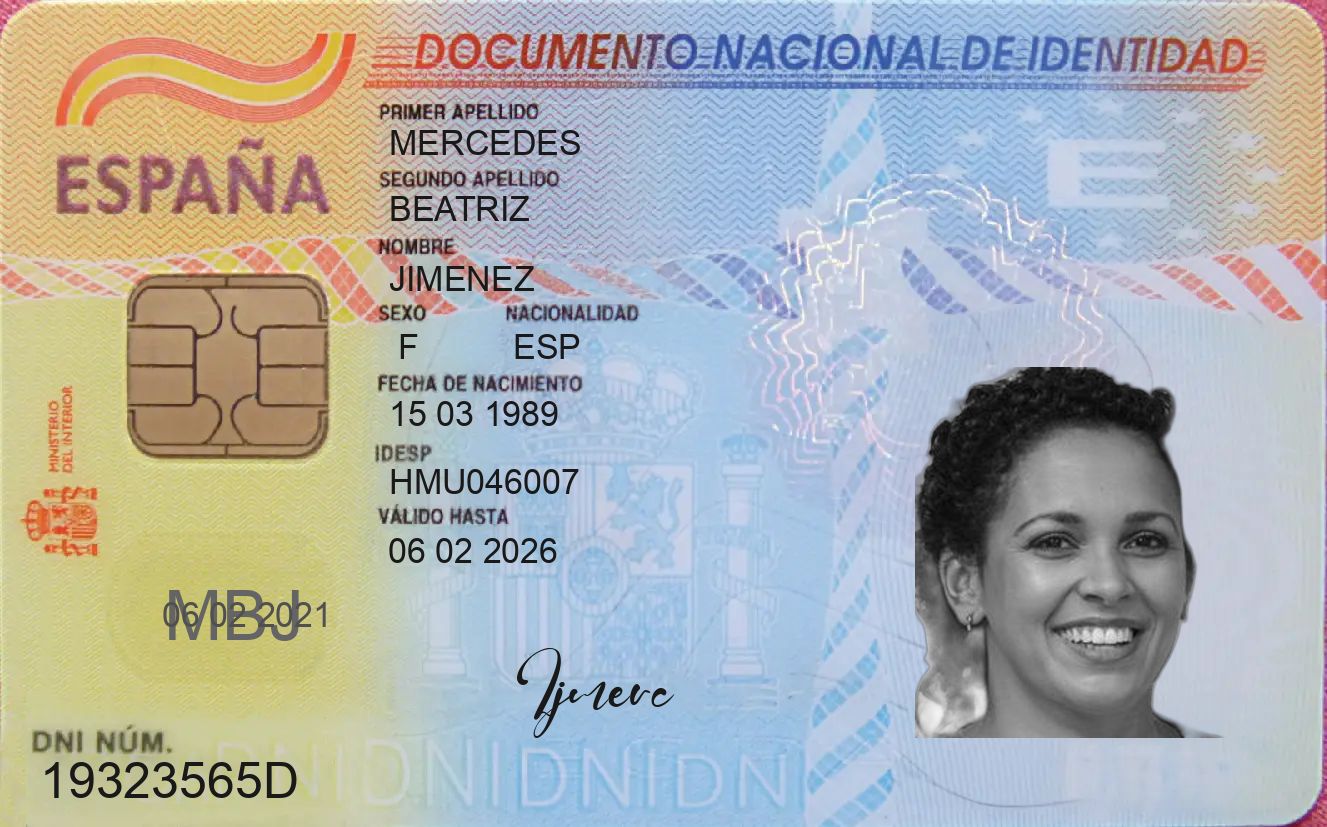 DOCUMENTO NACIONAL DE IDENTIDAD
ESPAÑA
PRIMER APELLIDO
MERCEDES
SEGUNDO APELLIDO
BEATRIZ
NOMBRE
JIMENEZ
SEXO NACIONALIDAD
F ESP
FECHA DE NACIMIENTO
15 03 1989
IDESP
HMU046007
VÁLIDO HASTA
06 02 2026
MINISTERIO
DEL INTERIOR
E
MBJ
06 02 2021
DNI NÚM.
19323565D
DNIDNIDNIDNI